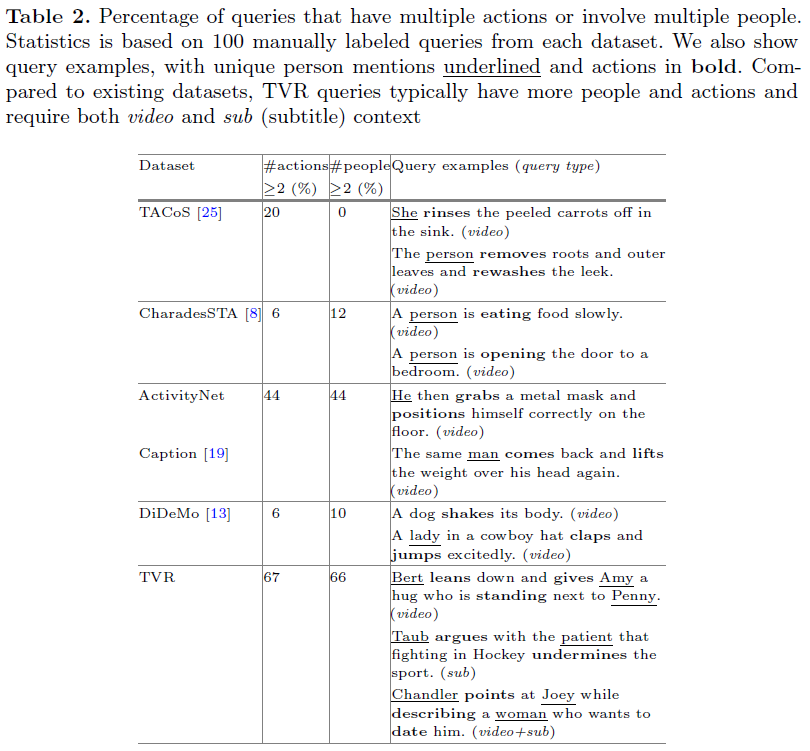 Table 2. Percentage of queries that have multiple actions or involve multiple people.
Statistics is based on 100 manually labeled queries from each dataset. We also show
query examples, with unique person mentions underlined and actions in bold. Com-
pared to existing datasets, TVR queries typically have more people and actions and
require both video and sub (subtitle) context
Dataset #actions #people Query examples (query type)
≥2 (%) ≥2 (%)
TACoS [25] 20 0 She rinses the peeled carrots off in
the sink. (video)
The person removes roots and outer
leaves and rewashes the leek.
(video)
CharadesSTA [8] 6 12 A person is eating food slowly.
(video)
A person is opening the door to a
bedroom. (video)
ActivityNet 44 44 He then grabs a metal mask and
positions himself correctly on the
floor. (video)
Caption [19] The same man comes back and lifts
the weight over his head again.
(video)
DiDeMo [13] 6 10 A dog shakes its body. (video)
A lady in a cowboy hat claps and
jumps excitedly. (video)
TVR 67 66 Bert leans down and gives Amy a
hug who is standing next to Penny.
(video)
Taub argues with the patient that
fighting in Hockey undermines the
sport. (sub)
Chandler points at Joey while
describing a woman who wants to
date him. (video+sub)